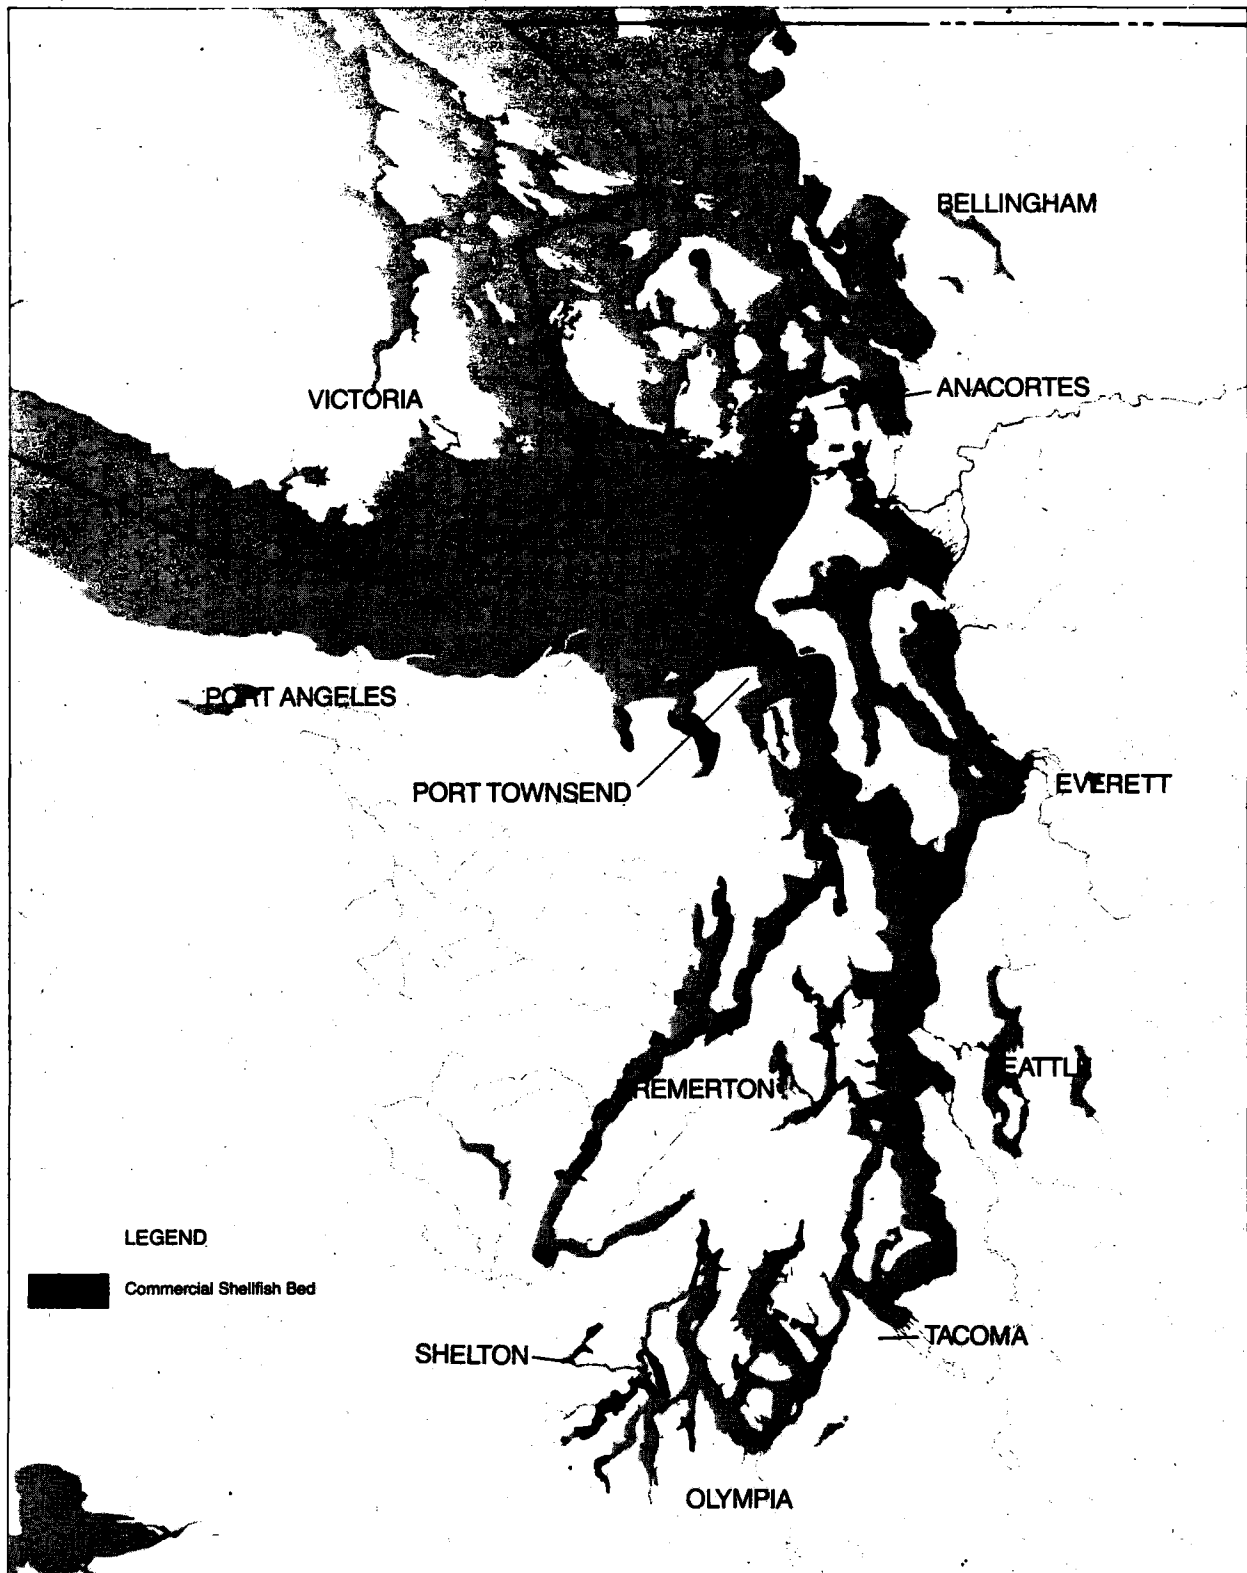 BELLINGHAM
VICTORIA
ANACORTES
PORT ANGELES
PORT TOWNSEND
EVERETT
EATTL
REMERTON
LEGEND
Commercial Shellfish Bed
SHELTON
TACOMA
OLYMPIA